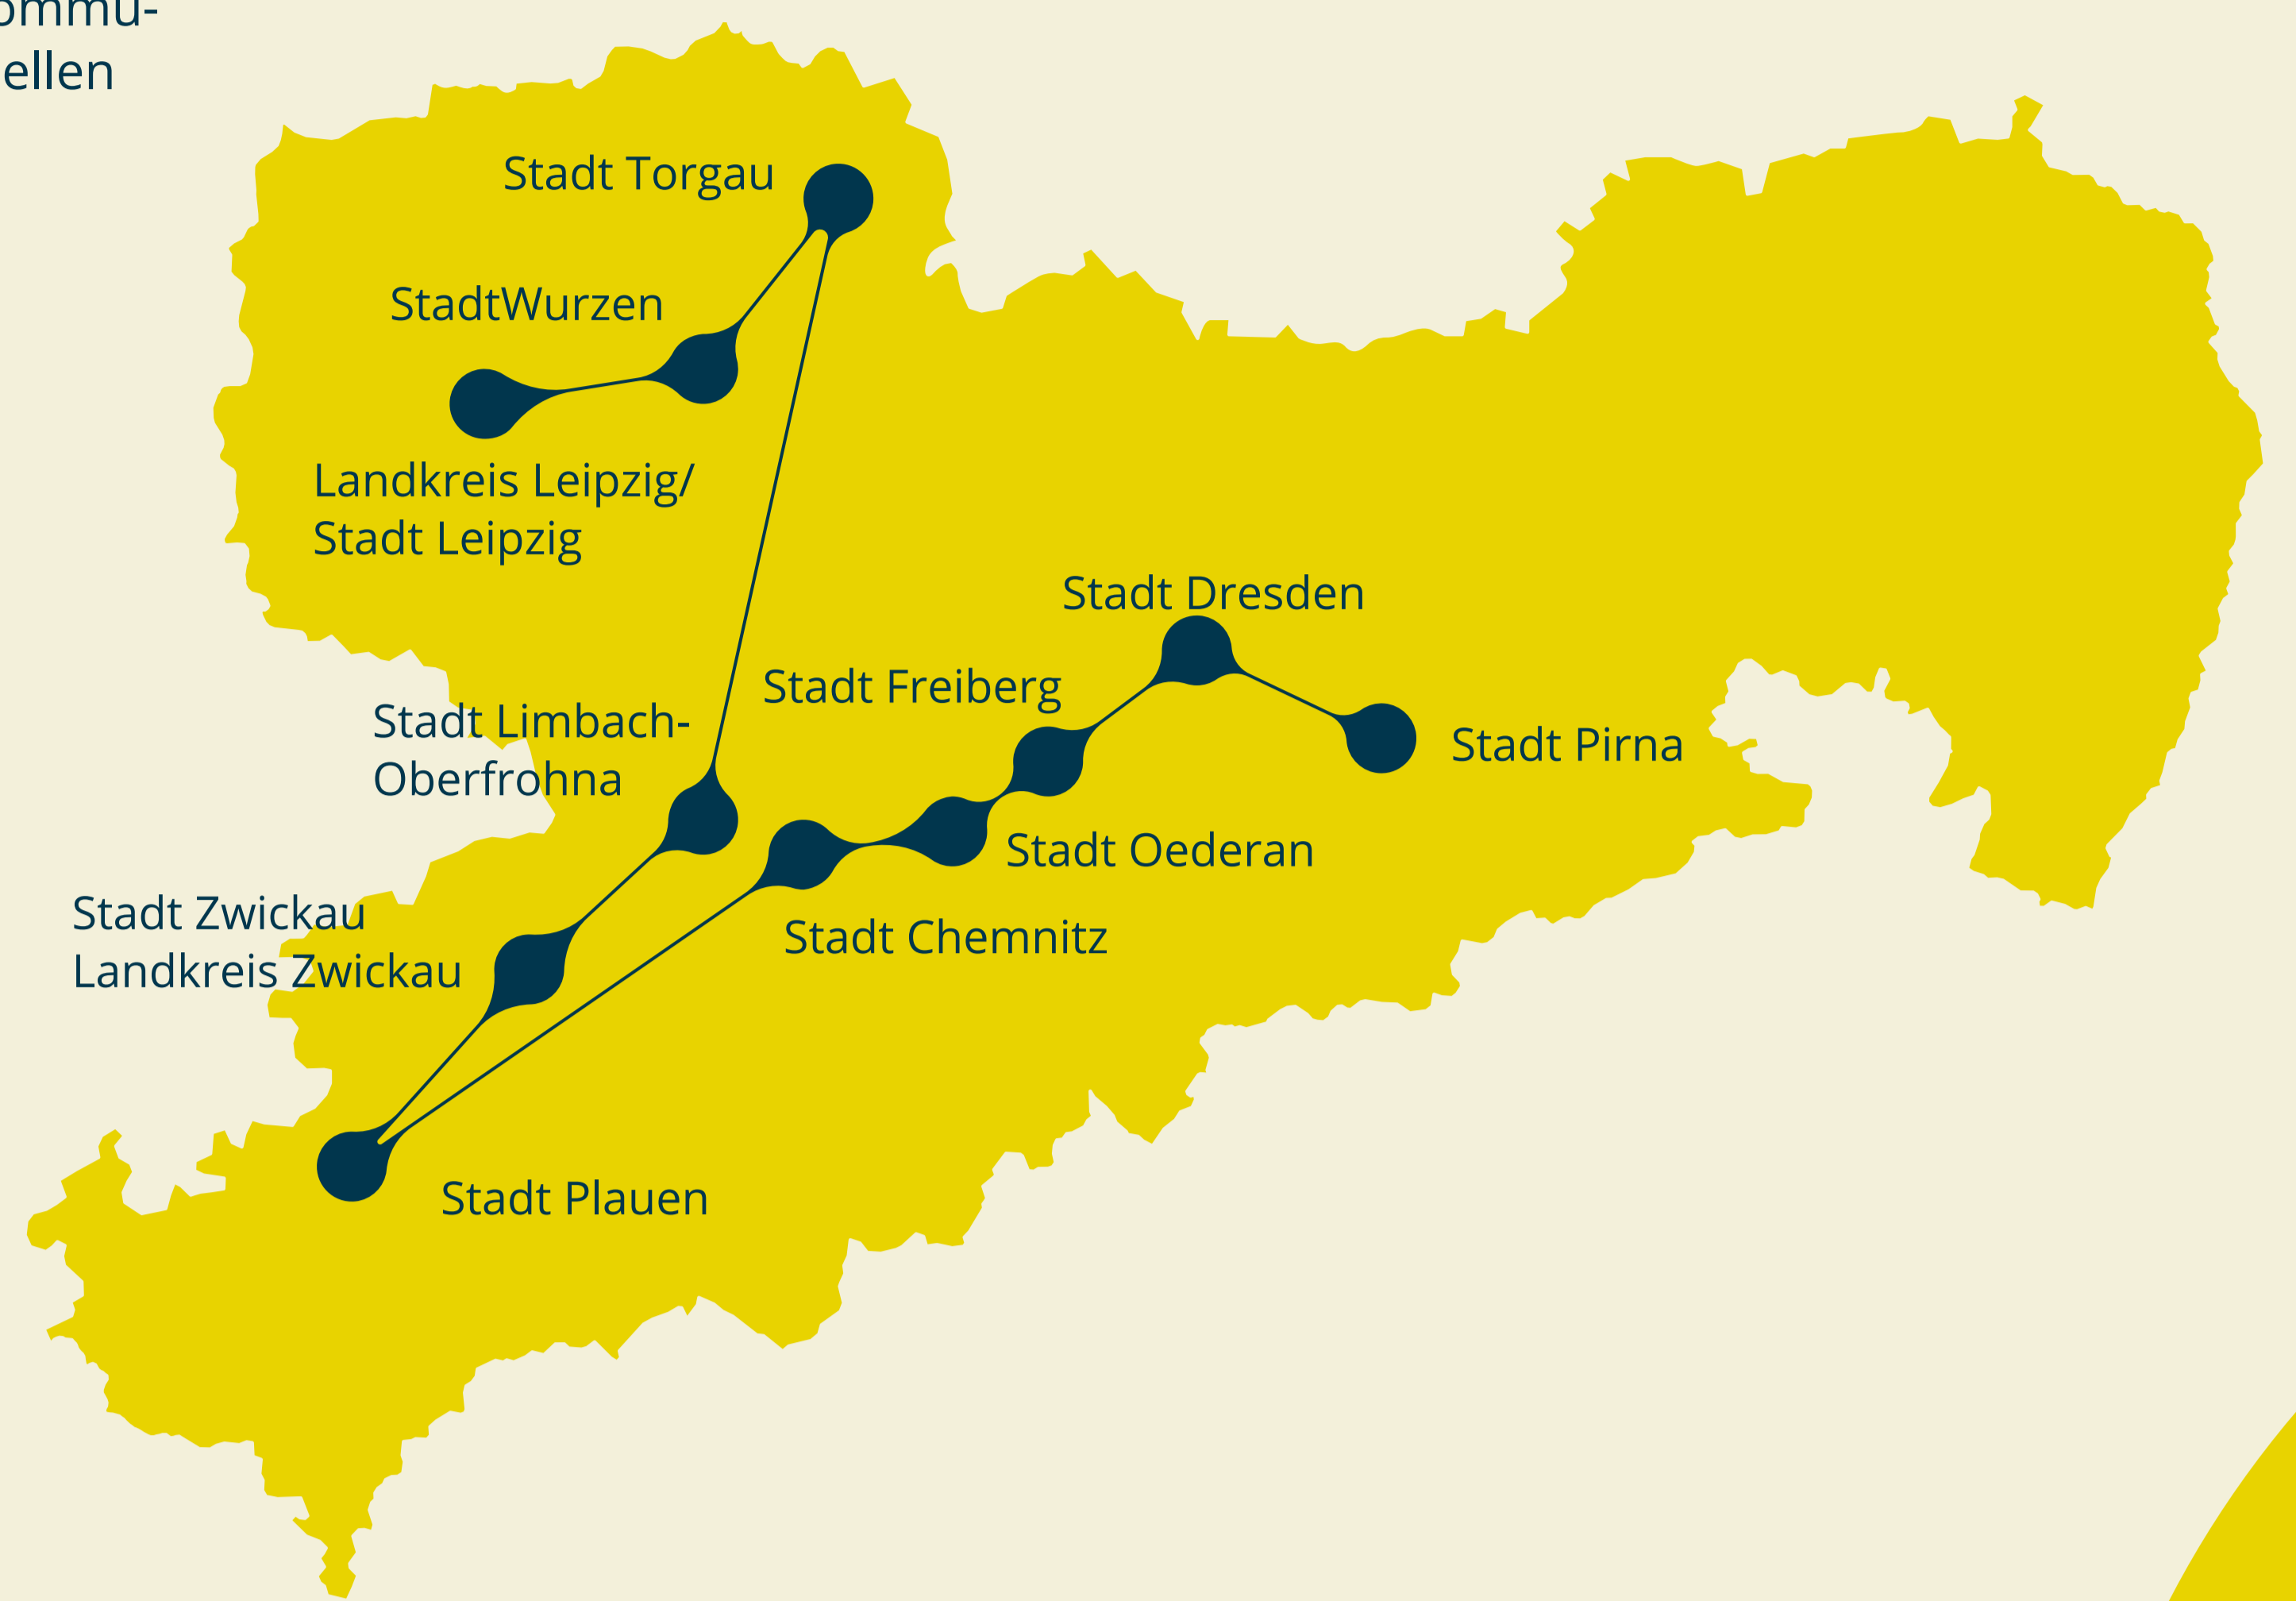 ellen
Stadt Torgau
StadtWurzen
Landkreis Leipzig/
Stadt Leipzig
Stadt Dresden
Stadt Freiberg
Stadt Limbach-
Oberfrohna
Stadt Pirna
Stadt Oederan
Stadt Zwickau
Landkreis Zwickau
Stadt Chemnitz
Stadt Plauen